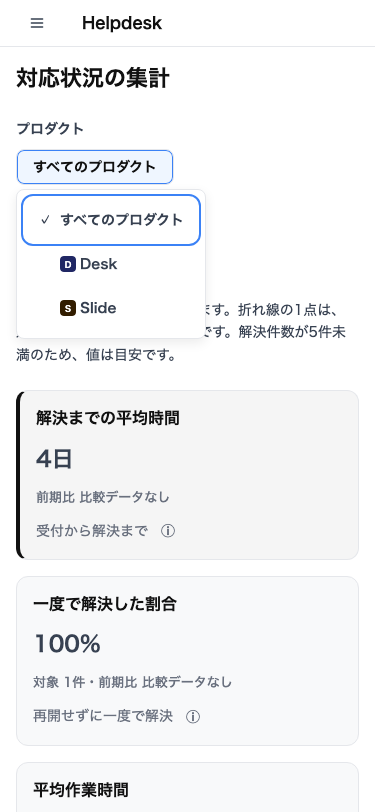 Helpdesk
対応状況の集計
プロダクト
すべてのプロダクト
✓ すべてのプロダクト
D Desk
S Slide
ます。折れ線の1点は、
です。解決件数が5件未
満のため、値は目安です。
解決までの平均時間
4日
前期比 比較データなし
受付から解決まで ⓘ
一度で解決した割合
100%
対象 1件・前期比 比較データなし
再開せずに一度で解決 ⓘ
平均作業時間